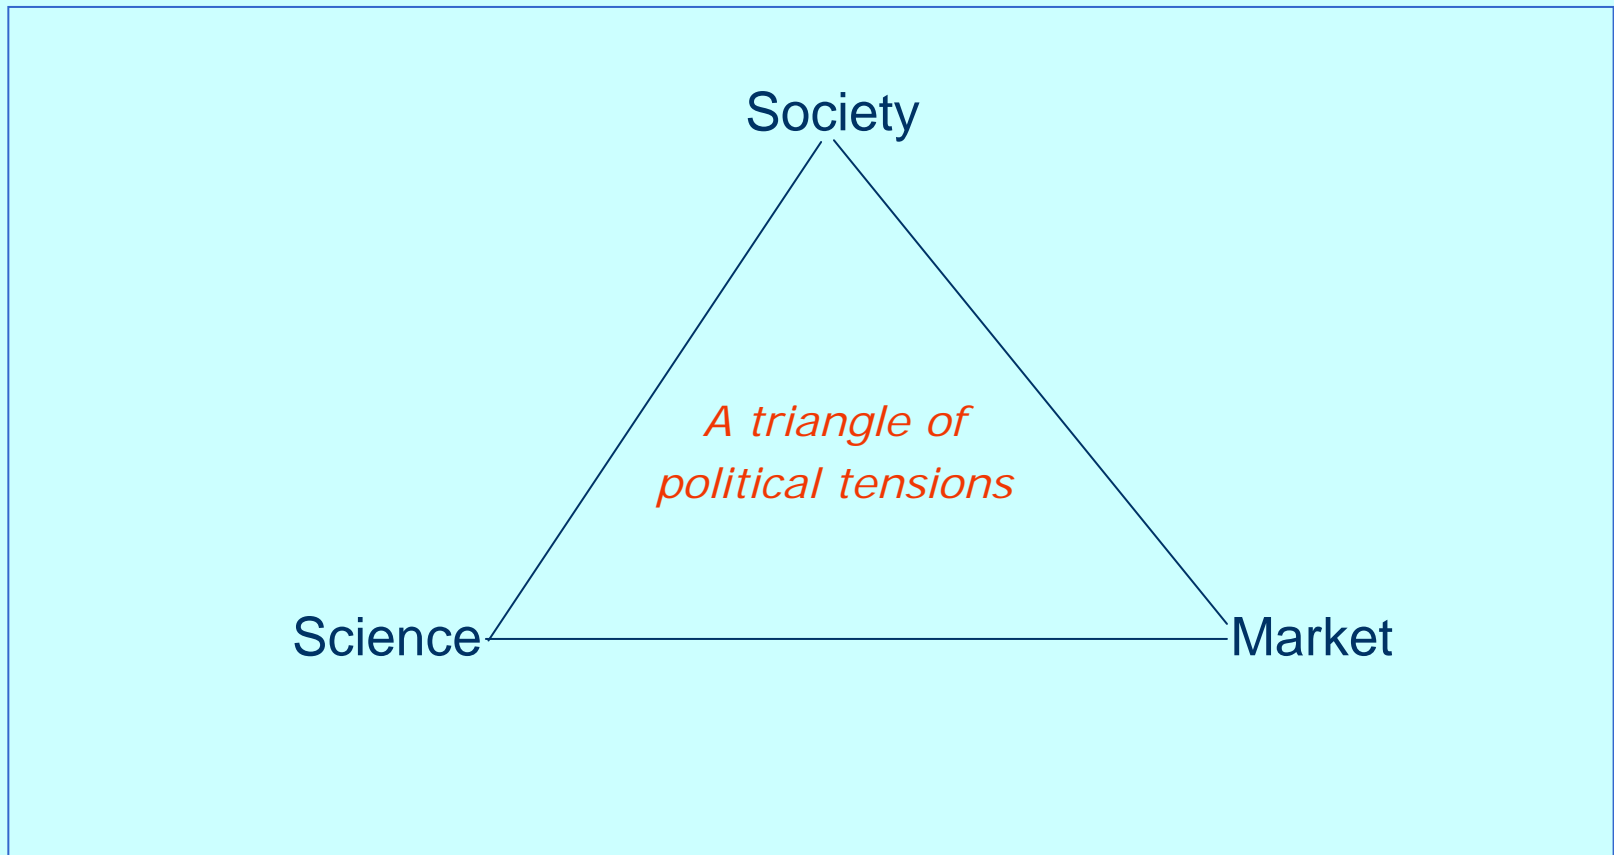 Society
A triangle of
political tensions
Science
Market